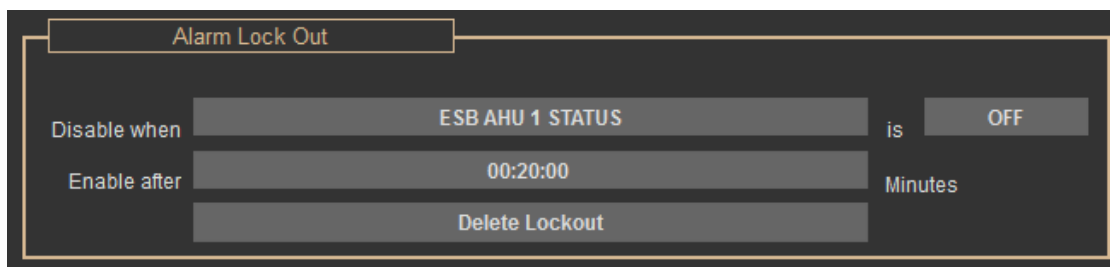 Alarm Lock Out
Disable when ESB AHU 1 STATUS is OFF
Enable after 00:20:00 Minutes
Delete Lockout